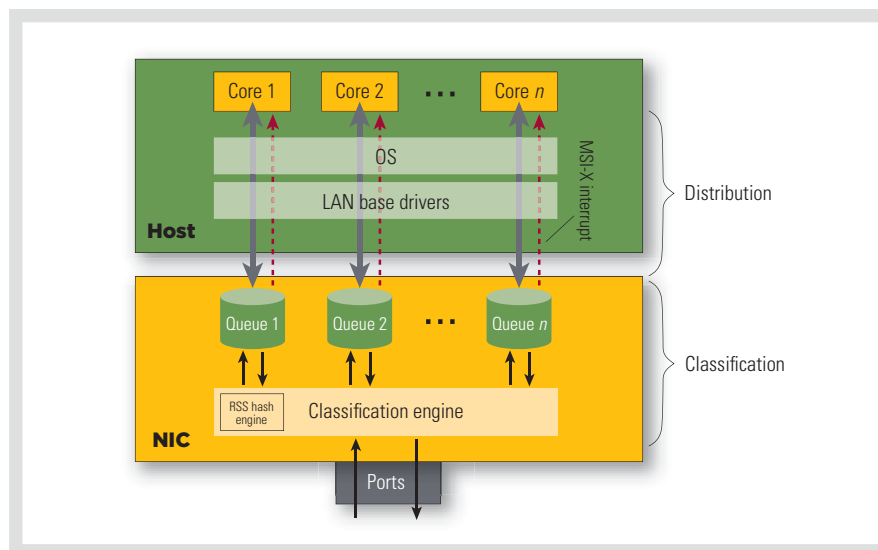 Core 1
Core 2
...
Core n
OS
LAN base drivers
MSI-X interrupt
Host
Distribution
Queue 1
Queue 2
...
Queue n
Classification
RSS hash
engine
Classification engine
NIC
Ports